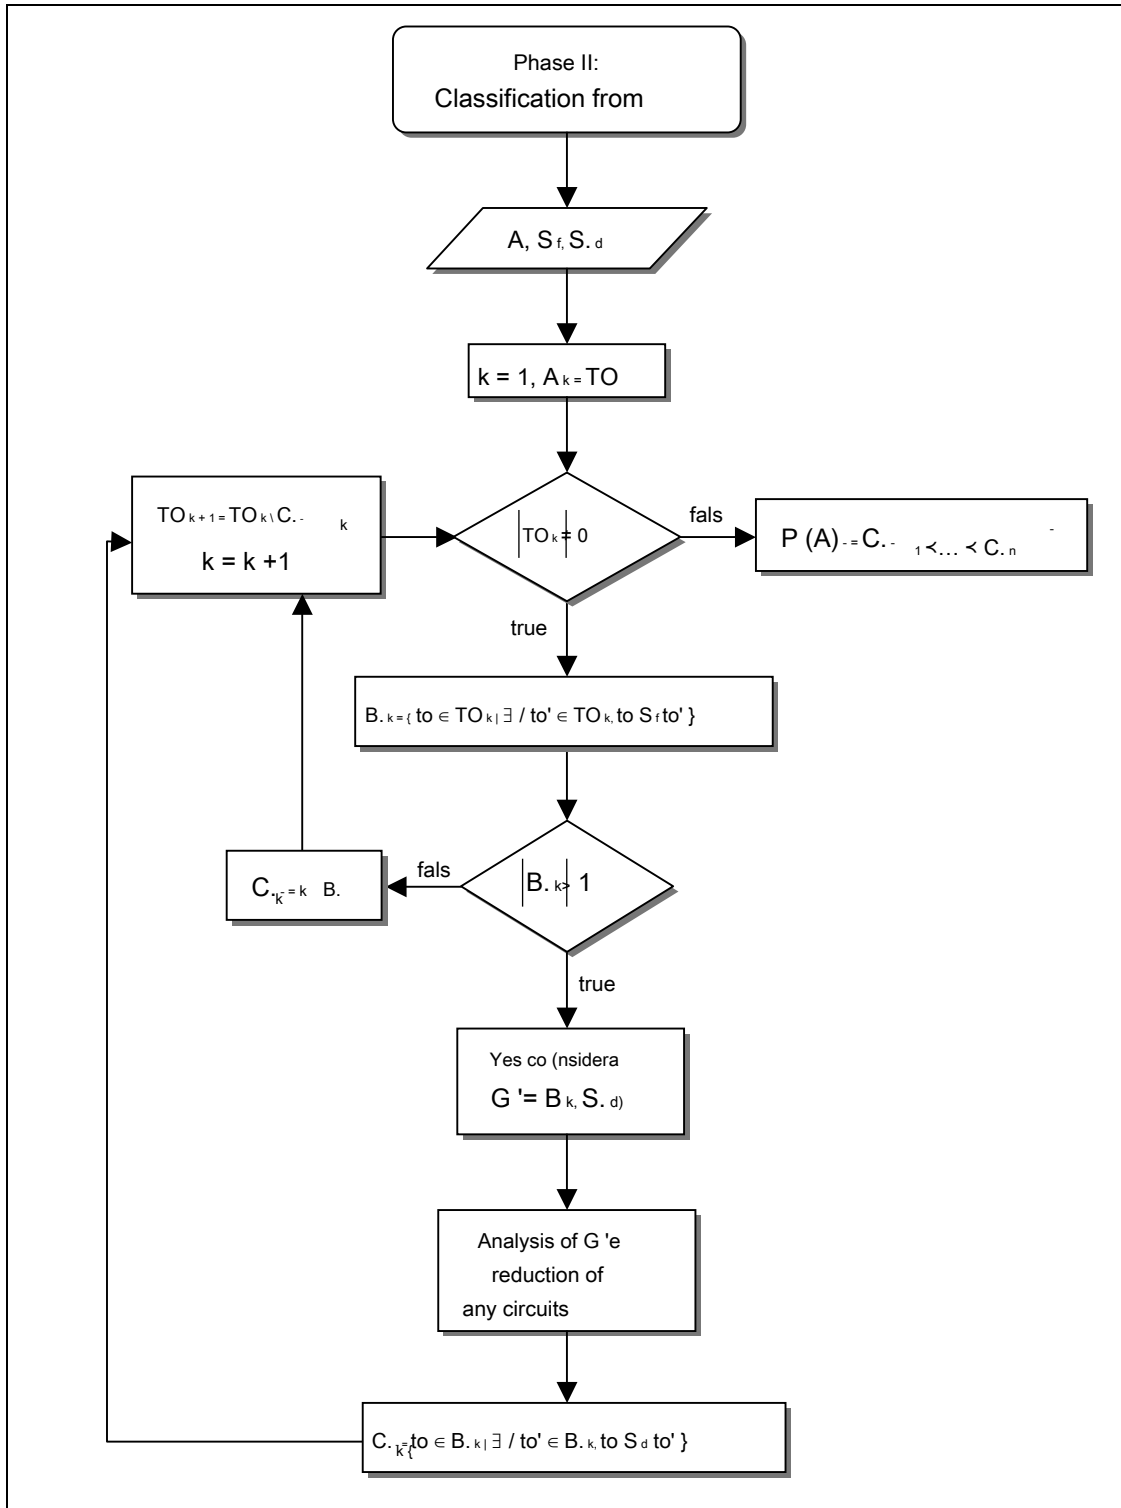 Phase II:
Classification from
A, S f, S. d
k = 1, A k = TO
TO k + 1 = TO k \ C. - k
k = k +1
TO k ≠ 0
fals
P (A) - = C. - 1 ≺… ≺ C. n -
true
B. k = { to ∈ TO k | ∃ / to' ∈ TO k, to S f to' }
B. k > 1
fals
C. k - = k B.
true
Yes co (nsidera
G '= B k, S. d)
Analysis of G 'e
reduction of
any circuits
C. k - = { to ∈ B. k | ∃ / to' ∈ B. k, to S d to' }